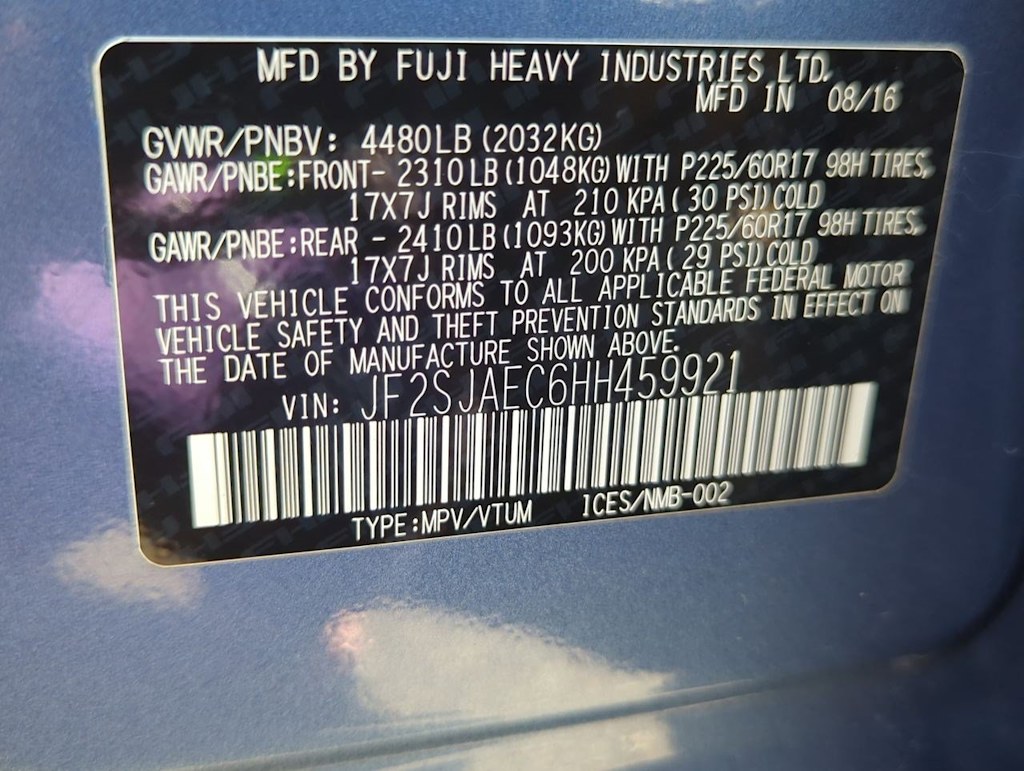 MFD BY FUJI HEAVY INDUSTRIES LTD.
MFD IN 08/16
GVWR/PNBV: 4480LB (2032KG)
GAWR/PNBE:FRONT- 2310LB (1048KG) WITH P225/60R17 98H TIRES,
17X7J RIMS AT 210 KPA ( 30 PSI) COLD
GAWR/PNBE:REAR - 2410LB (1093KG) WITH P225/60R17 98H TIRES,
17X7J RIMS AT 200 KPA ( 29 PSI) COLD
THIS VEHICLE CONFORMS TO ALL APPLICABLE FEDERAL MOTOR
VEHICLE SAFETY AND THEFT PREVENTION STANDARDS IN EFFECT ON
THE DATE OF MANUFACTURE SHOWN ABOVE.
VIN: JF2SJAEC6HH459921
TYPE:MPV/VTUM ICES/NMB-002